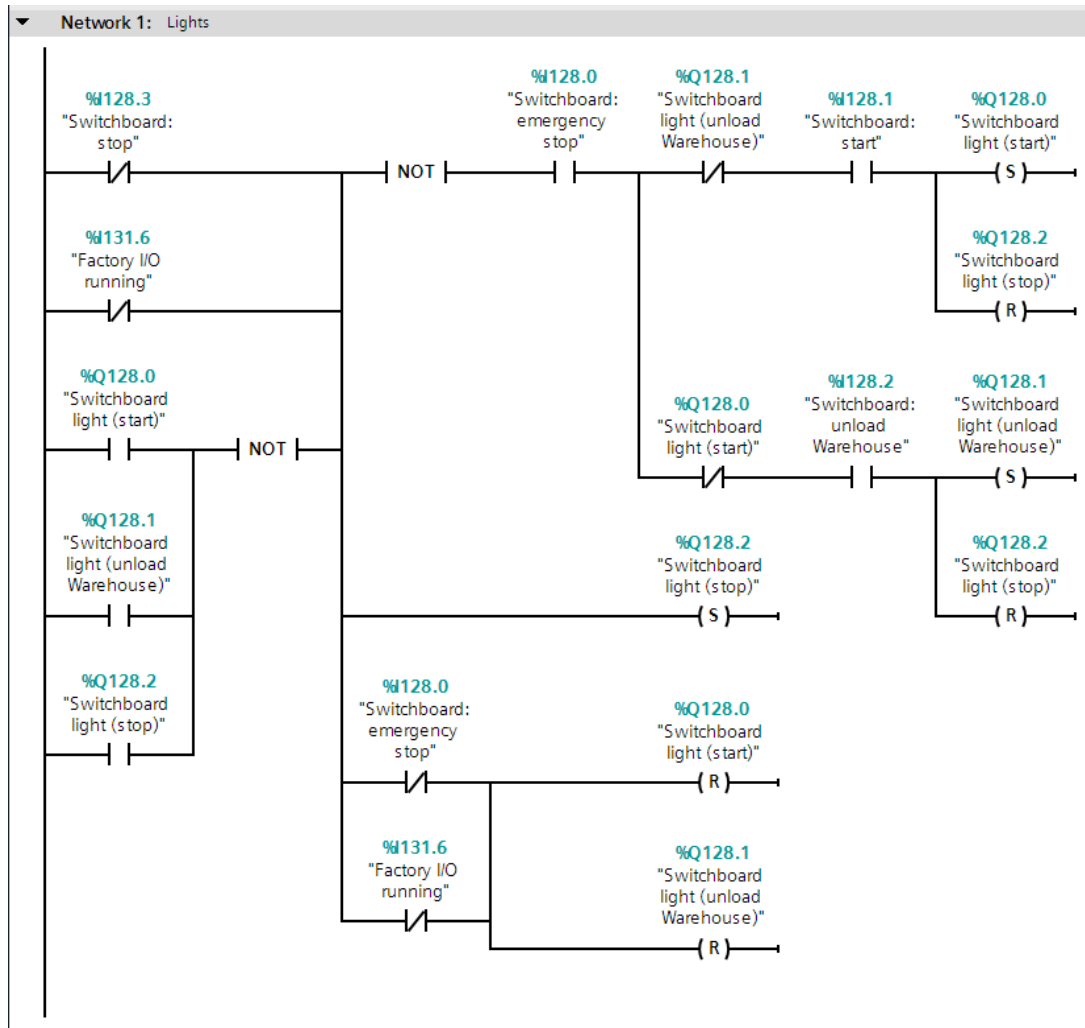 Network 1: Lights
%I128.3
"Switchboard:
stop"
NOT
%I128.0
"Switchboard:
emergency
stop"
%Q128.1
"Switchboard
light (unload
Warehouse)"
%I128.1
"Switchboard:
start"
%Q128.0
"Switchboard
light (start)"
S
%Q128.2
"Switchboard
light (stop)"
R
%I131.6
"Factory I/O
running"
%Q128.0
"Switchboard
light (start)"
NOT
%Q128.0
"Switchboard
light (start)"
%I128.2
"Switchboard:
unload
Warehouse"
%Q128.1
"Switchboard
light (unload
Warehouse)"
S
%Q128.1
"Switchboard
light (unload
Warehouse)"
%Q128.2
"Switchboard
light (stop)"
S
%Q128.2
"Switchboard
light (stop)"
R
%Q128.2
"Switchboard
light (stop)"
%I128.0
"Switchboard:
emergency
stop"
%Q128.0
"Switchboard
light (start)"
R
%I131.6
"Factory I/O
running"
%Q128.1
"Switchboard
light (unload
Warehouse)"
R